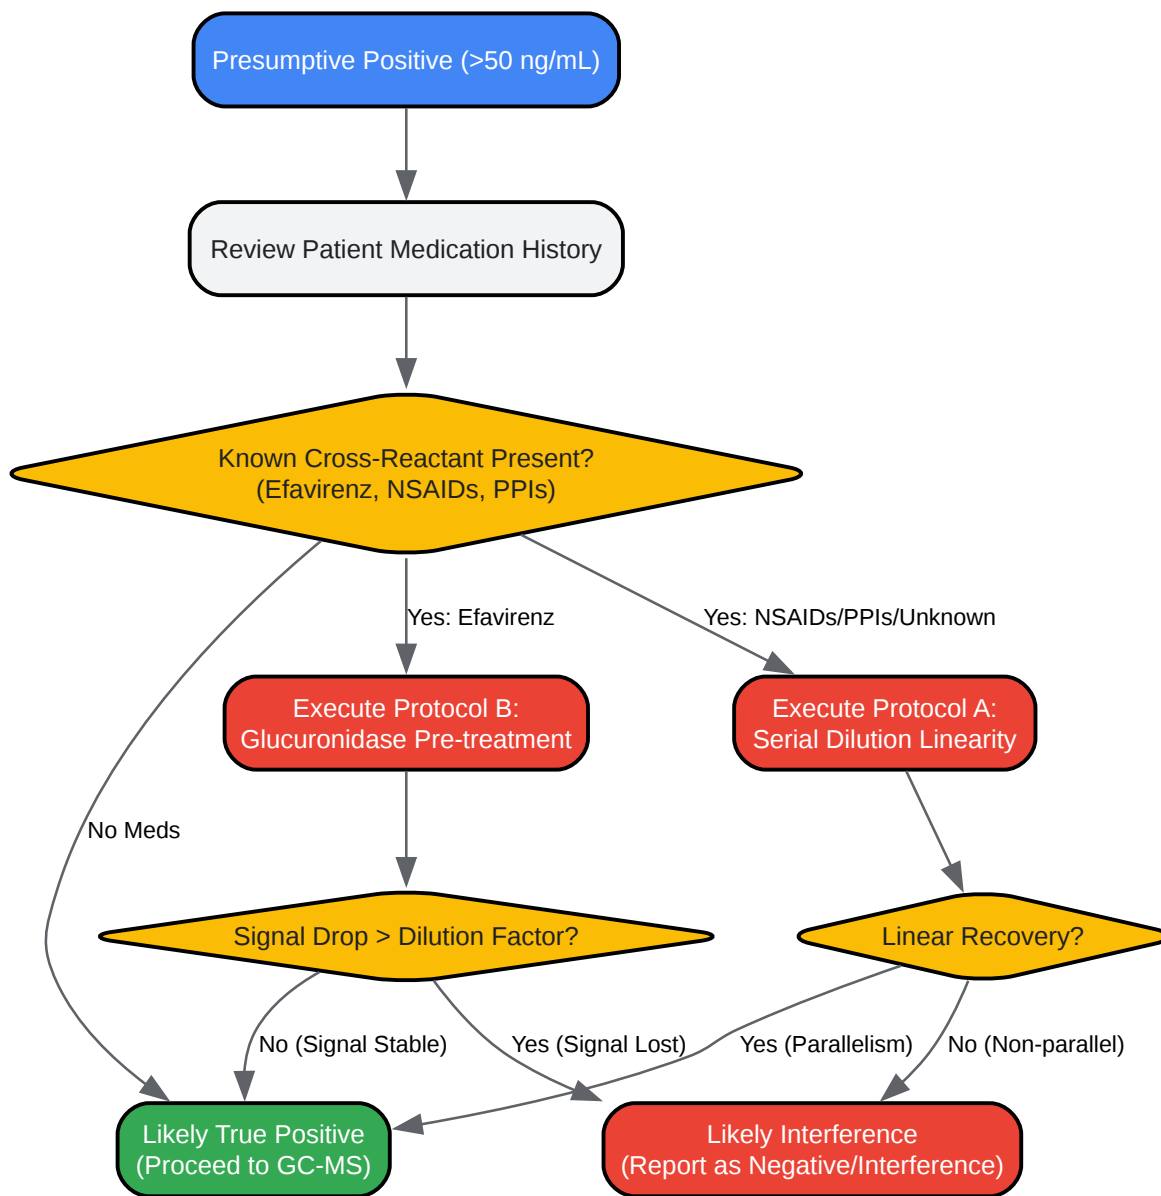 Presumptive Positive (>50 ng/mL)
Review Patient Medication History
Known Cross-Reactant Present?
(Efavirenz, NSAIDs, PPIs)
Yes: Efavirenz
Yes: NSAIDs/PPIs/Unknown
Execute Protocol B:
Glucuronidase Pre-treatment
Execute Protocol A:
Serial Dilution Linearity
No Meds
Signal Drop > Dilution Factor?
Linear Recovery?
No (Signal Stable)
Yes (Signal Lost)
Yes (Parallelism)
No (Non-parallel)
Likely True Positive
(Proceed to GC-MS)
Likely Interference
(Report as Negative/Interference)